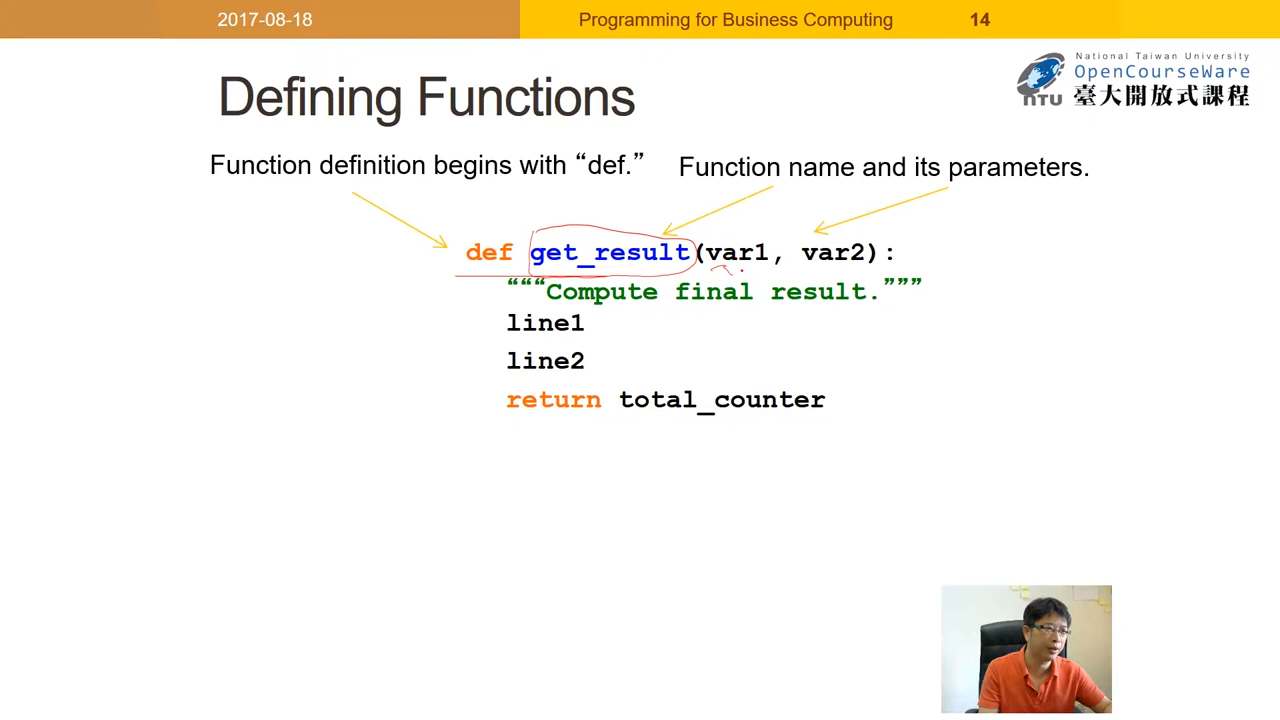 2017-08-18
Programming for Business Computing
14
National Taiwan University
OpenCourseWare
臺大開放式課程
NTU
Defining Functions
Function definition begins with “def.”
Function name and its parameters.
def get_result(var1, var2):
“““Compute final result.”””
line1
line2
return total_counter